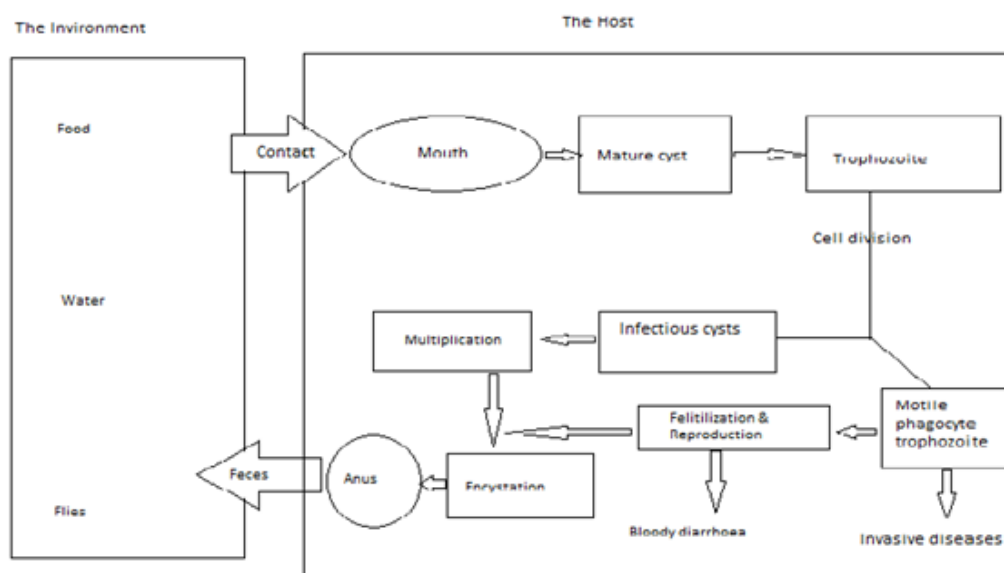 The Invironment
The Host
Food
Contact
Mouth
Mature cyst
Trophozoite
Cell division
Water
Multiplication
Infectious cysts
Felitilization &
Reproduction
Motile
phagocyte
trophozoite
Feces
Anus
Encystation
Flies
Bloody diarrhoea
Invasive diseases